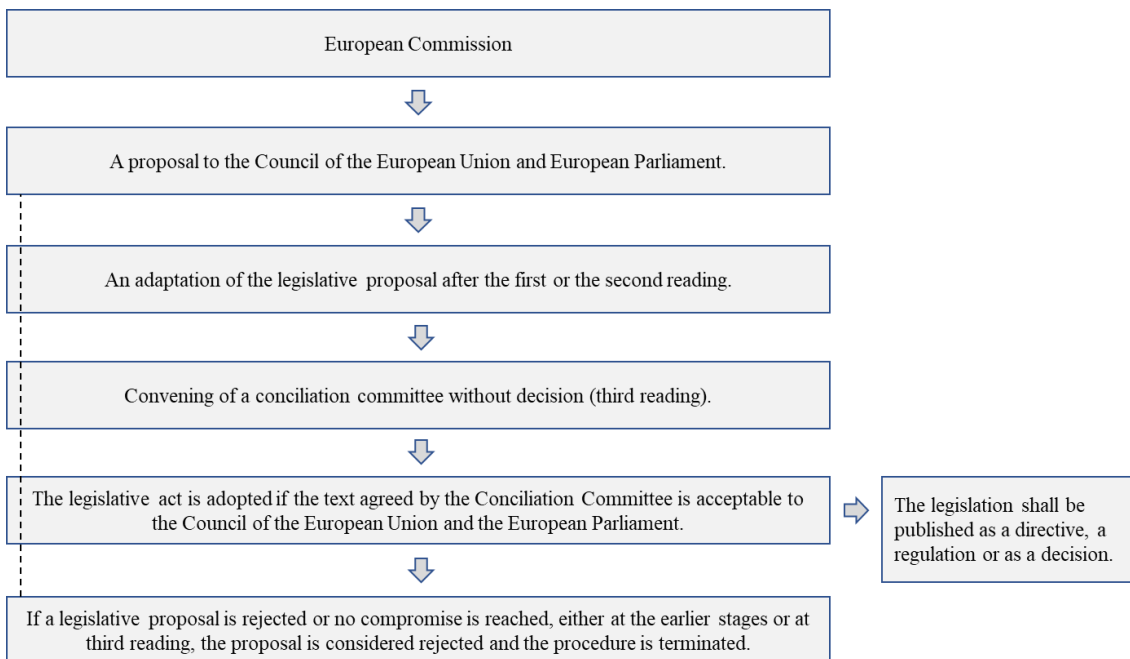 European Commission
A proposal to the Council of the European Union and European Parliament.
An adaptation of the legislative proposal after the first or the second reading.
Convening of a conciliation committee without decision (third reading).
The legislative act is adopted if the text agreed by the Conciliation Committee is acceptable to
the Council of the European Union and the European Parliament.
The legislation shall be
published as a directive, a
regulation or as a decision.
If a legislative proposal is rejected or no compromise is reached, either at the earlier stages or at
third reading, the proposal is considered rejected and the procedure is terminated.